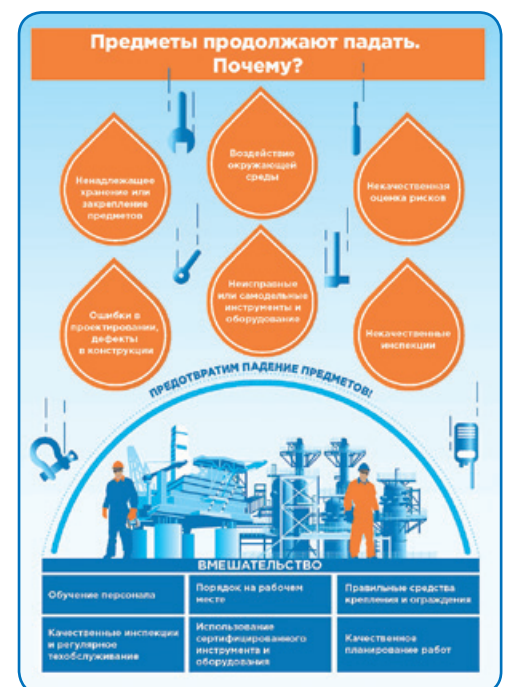 Предметы продолжают падать.
Почему?
Ненадлежащее
хранение или
закрепление
предметов
Воздействие
окружающей
среды
Некачественная
оценка рисков
Ошибки в
проектировании,
дефекты
в конструкции
Неисправные
или самодельные
инструменты и
оборудование
Некачественные
инспекции
ПРЕДОТВРАТИМ ПАДЕНИЕ ПРЕДМЕТОВ!
ВМЕШАТЕЛЬСТВО
Обучение персонала
Порядок на рабочем
месте
Правильные средства
крепления и ограждения
Качественные инспекции
и регулярное
техобслуживание
Использование
сертифицированного
инструмента и
оборудования
Качественное
планирование работ